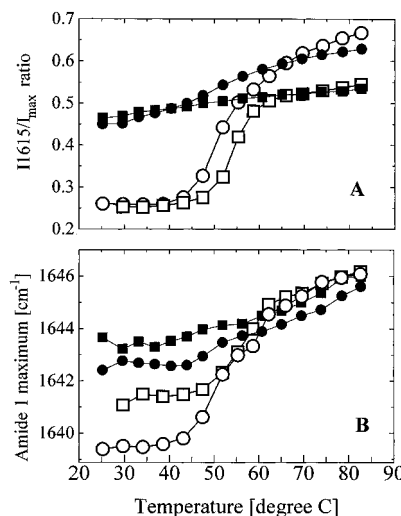 0.7
0.6
0.5
0.4
0.3
0.2
I1615/Imax ratio
A
1646
1644
1642
1640
Amide 1 maximum [cm⁻¹]
B
20 30 40 50 60 70 80 90
Temperature [degree C]